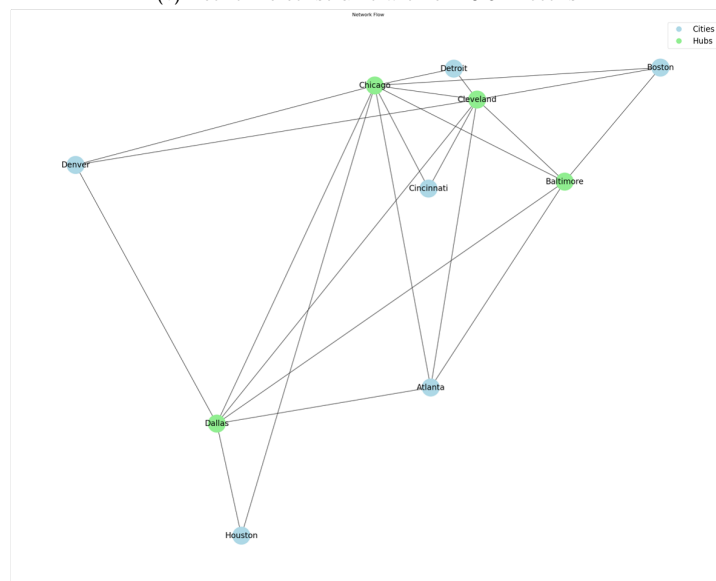 Network Flow
Cities
Hubs
Detroit
Boston
Chicago
Cleveland
Denver
Cincinnati
Baltimore
Atlanta
Dallas
Houston